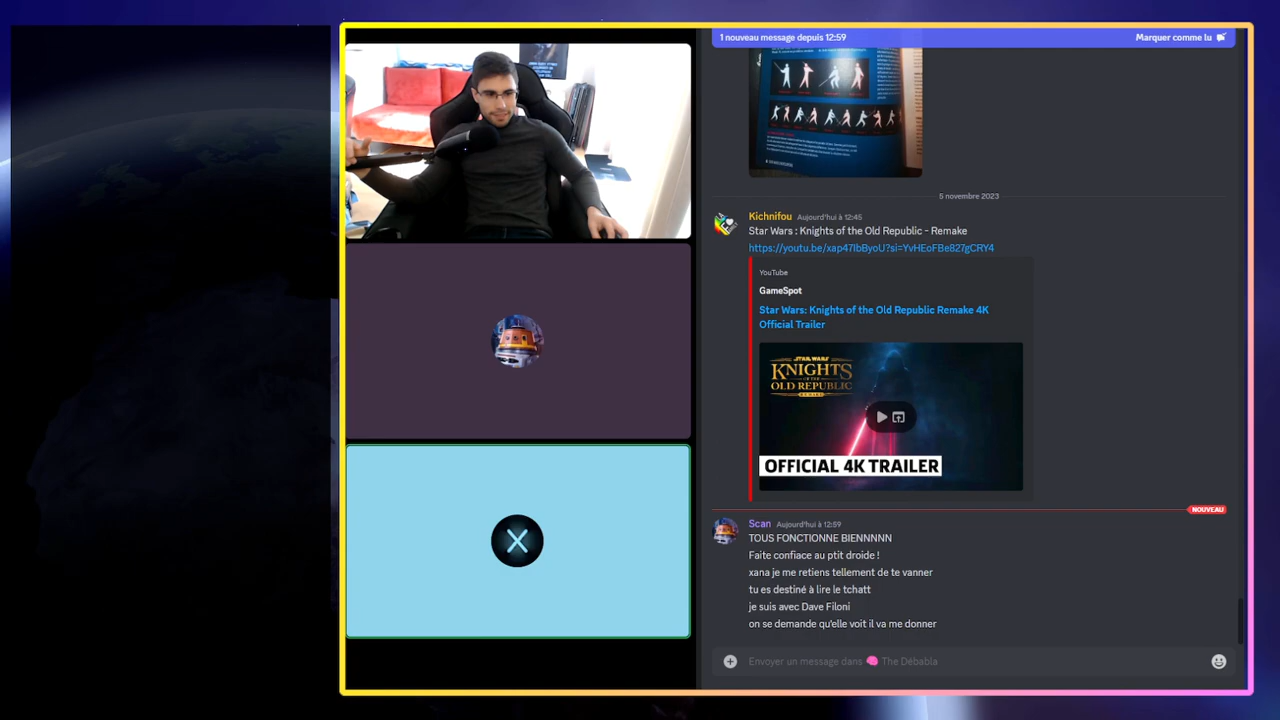 1 nouveau message depuis 12:59
Marquer comme lu
5 novembre 2023
Kichnifou Aujourd'hui à 12:45
Star Wars : Knights of the Old Republic - Remake
https://youtu.be/xap47IbByoU?si=YvHEoFBe827gCRY4
YouTube
GameSpot
Star Wars: Knights of the Old Republic Remake 4K
Official Trailer
STAR WARS
KNIGHTS
OF THE
OLD REPUBLIC
REMAKE
OFFICIAL 4K TRAILER
NOUVEAU
Scan Aujourd'hui à 12:59
TOUS FONCTIONNE BIENNNNN
Faite confiace au ptit droide !
xana je me retiens tellement de te vanner
tu es destiné à lire le tchatt
je suis avec Dave Filoni
on se demande qu'elle voit il va me donner
Envoyer un message dans 🧠 The Débabla